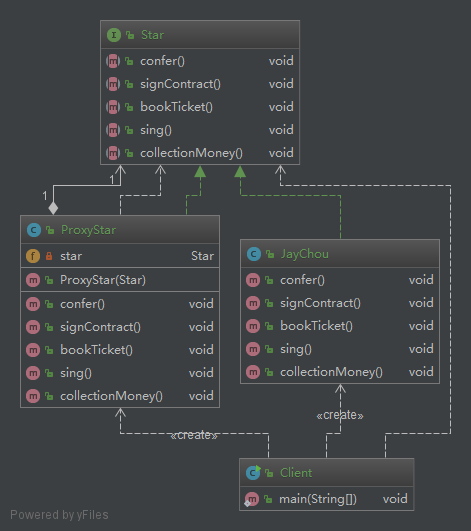 Star
confer() void
signContract() void
bookTicket() void
sing() void
collectionMoney() void
1
1
ProxyStar
star Star
ProxyStar(Star)
confer() void
signContract() void
bookTicket() void
sing() void
collectionMoney() void
JayChou
confer() void
signContract() void
bookTicket() void
sing() void
collectionMoney() void
«create»
«create»
Client
main(String[]) void
Powered by yFiles